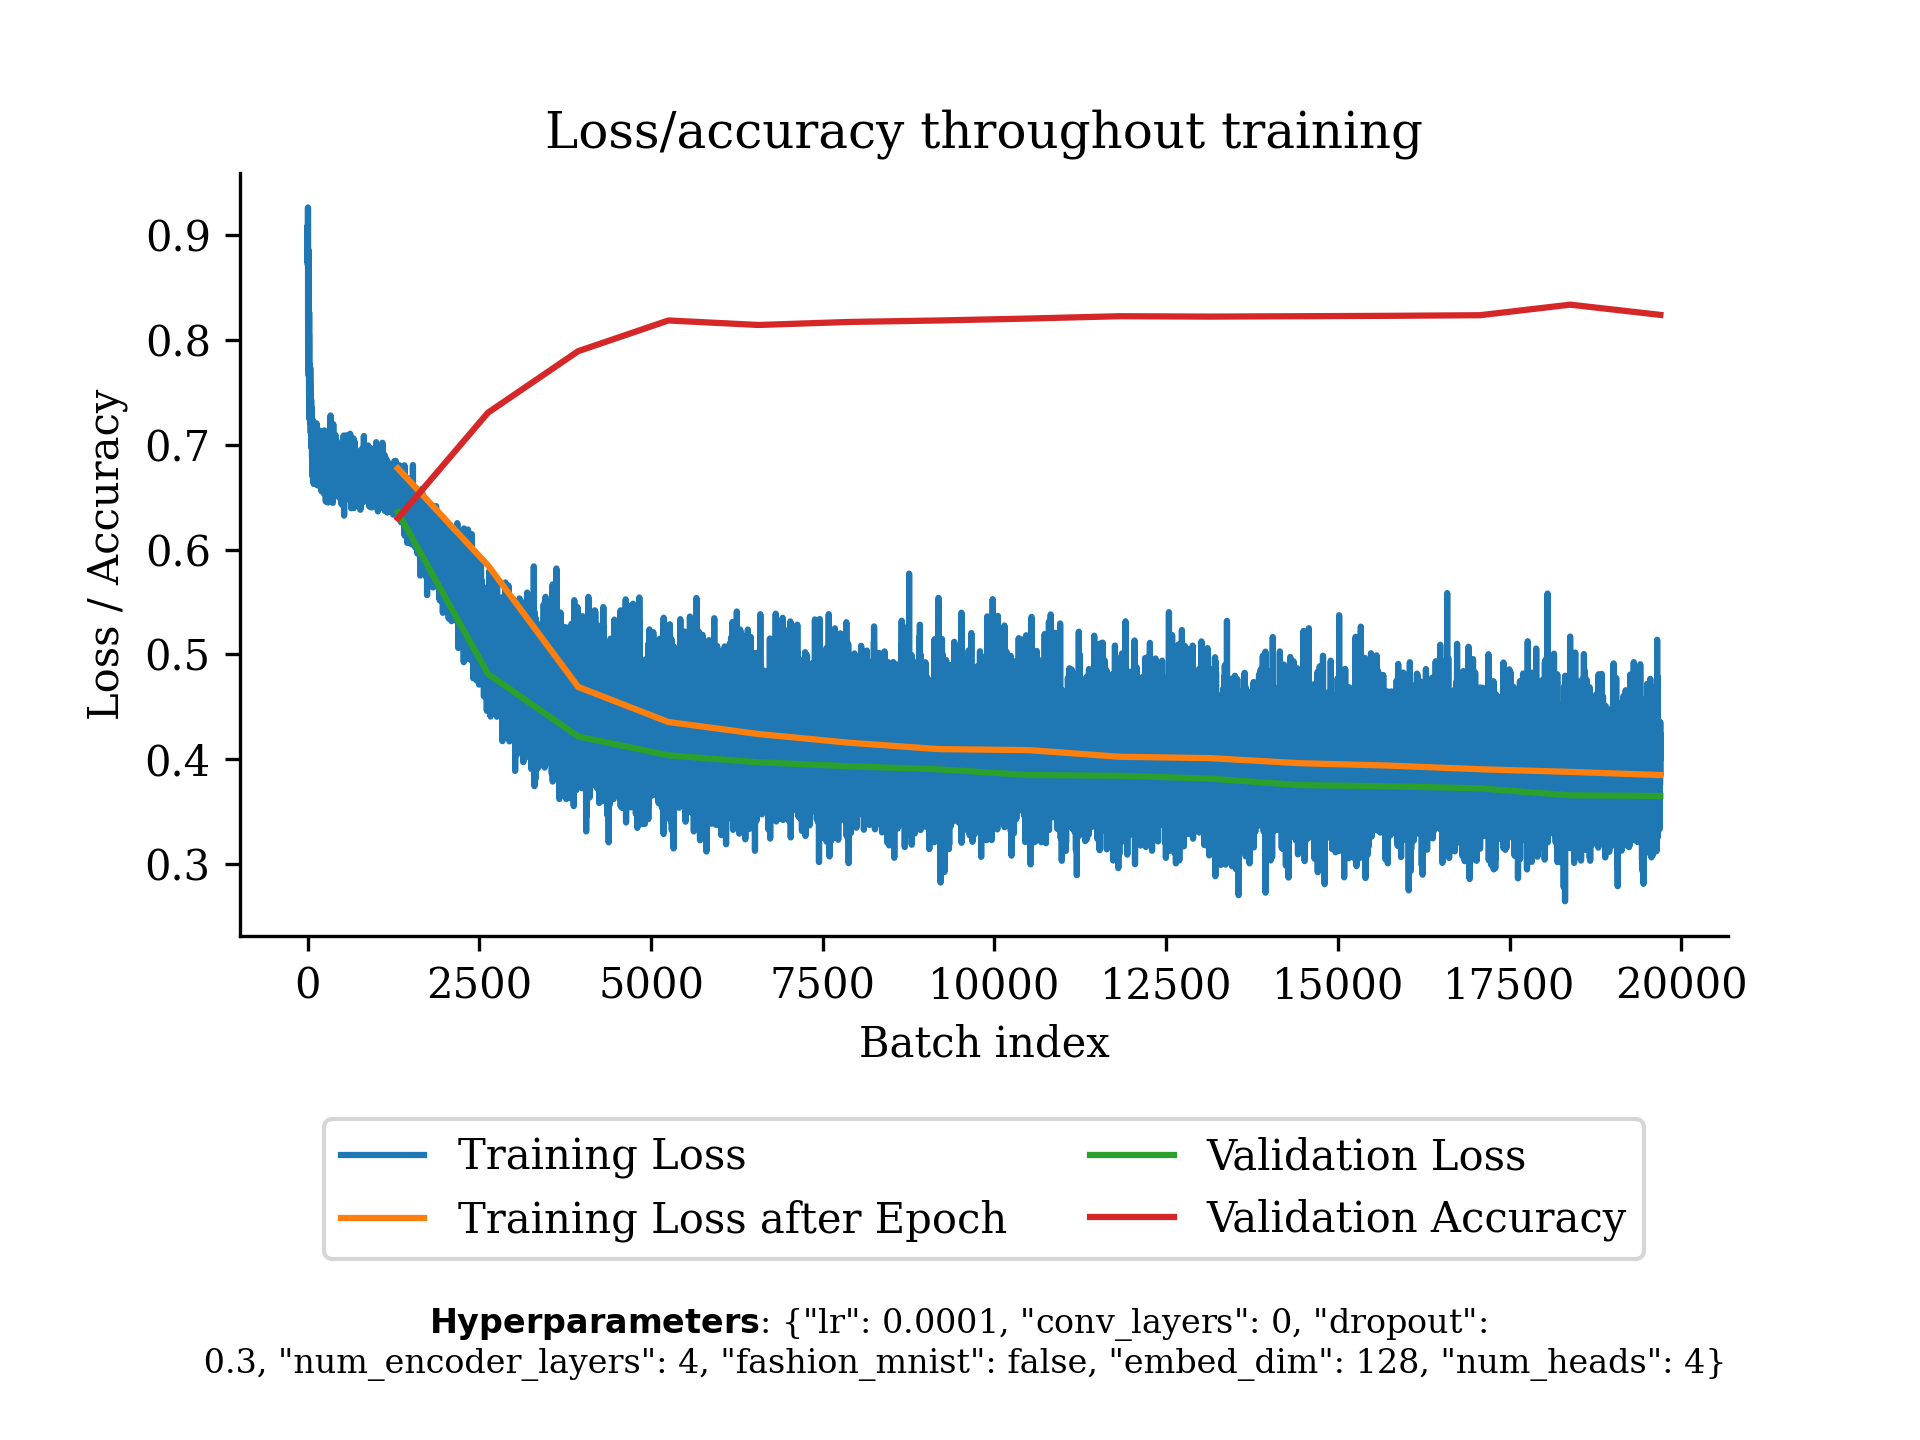 Loss/accuracy throughout training
Loss / Accuracy
0.9
0.8
0.7
0.6
0.5
0.4
0.3
0 2500 5000 7500 10000 12500 15000 17500 20000
Batch index
Training Loss
Training Loss after Epoch
Validation Loss
Validation Accuracy
Hyperparameters: {"lr": 0.0001, "conv_layers": 0, "dropout":
0.3, "num_encoder_layers": 4, "fashion_mnist": false, "embed_dim": 128, "num_heads": 4}